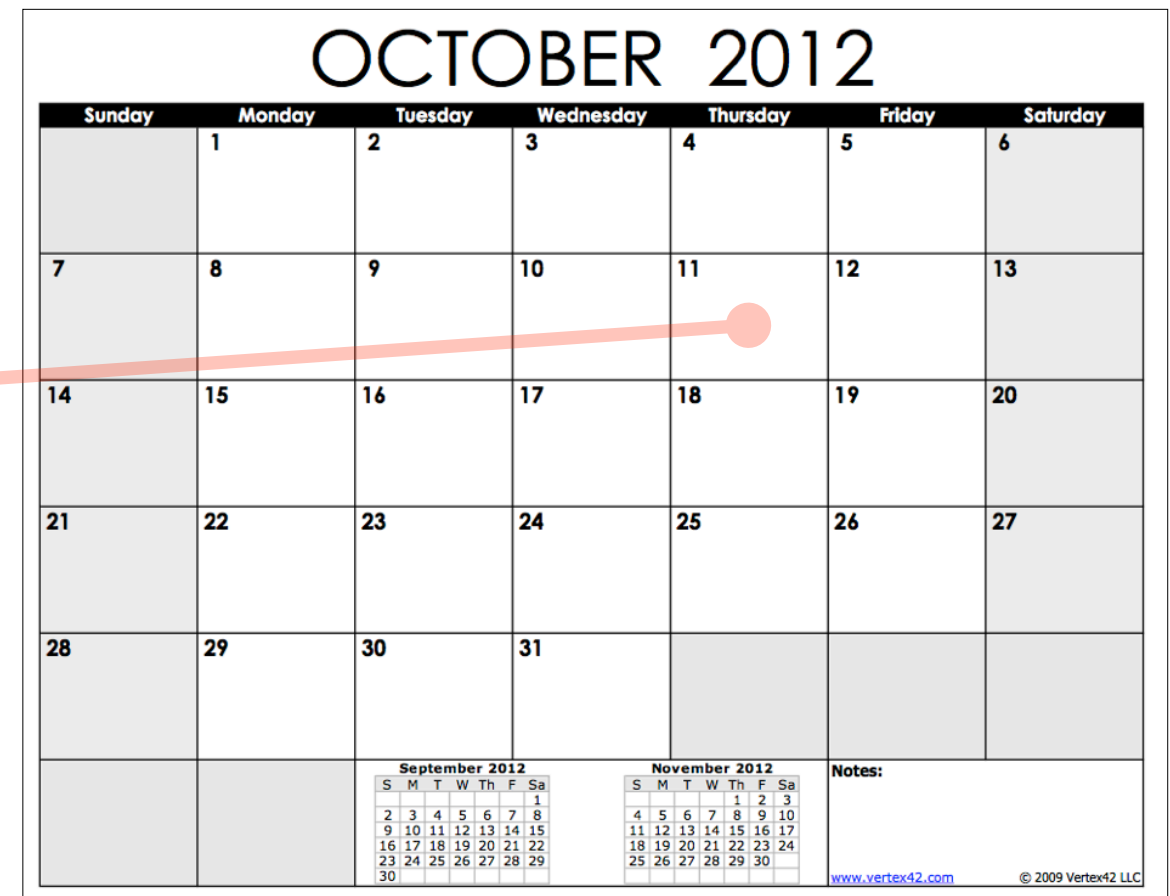 OCTOBER 2012
Sunday Monday Tuesday Wednesday Thursday Friday Saturday
1 2 3 4 5 6
7 8 9 10 11 12 13
14 15 16 17 18 19 20
21 22 23 24 25 26 27
28 29 30 31
September 2012
S M T W Th F Sa
1
2 3 4 5 6 7 8
9 10 11 12 13 14 15
16 17 18 19 20 21 22
23 24 25 26 27 28 29
30
November 2012
S M T W Th F Sa
1 2 3
4 5 6 7 8 9 10
11 12 13 14 15 16 17
18 19 20 21 22 23 24
25 26 27 28 29 30
Notes:
www.vertex42.com © 2009 Vertex42 LLC